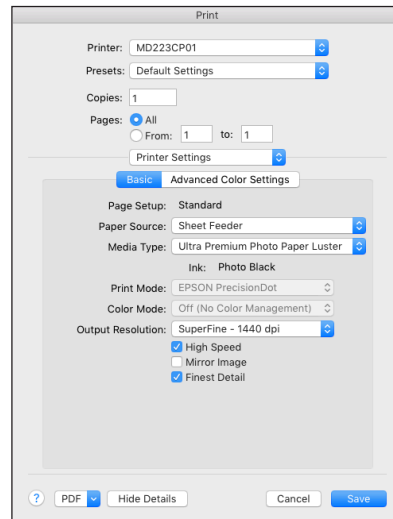 Print
Printer: MD223CP01
Presets: Default Settings
Copies: 1
Pages: All
From: 1 to: 1
Printer Settings
Basic Advanced Color Settings
Page Setup: Standard
Paper Source: Sheet Feeder
Media Type: Ultra Premium Photo Paper Luster
Ink: Photo Black
Print Mode: EPSON PrecisionDot
Color Mode: Off (No Color Management)
Output Resolution: SuperFine - 1440 dpi
High Speed
Mirror Image
Finest Detail
? PDF Hide Details Cancel Save